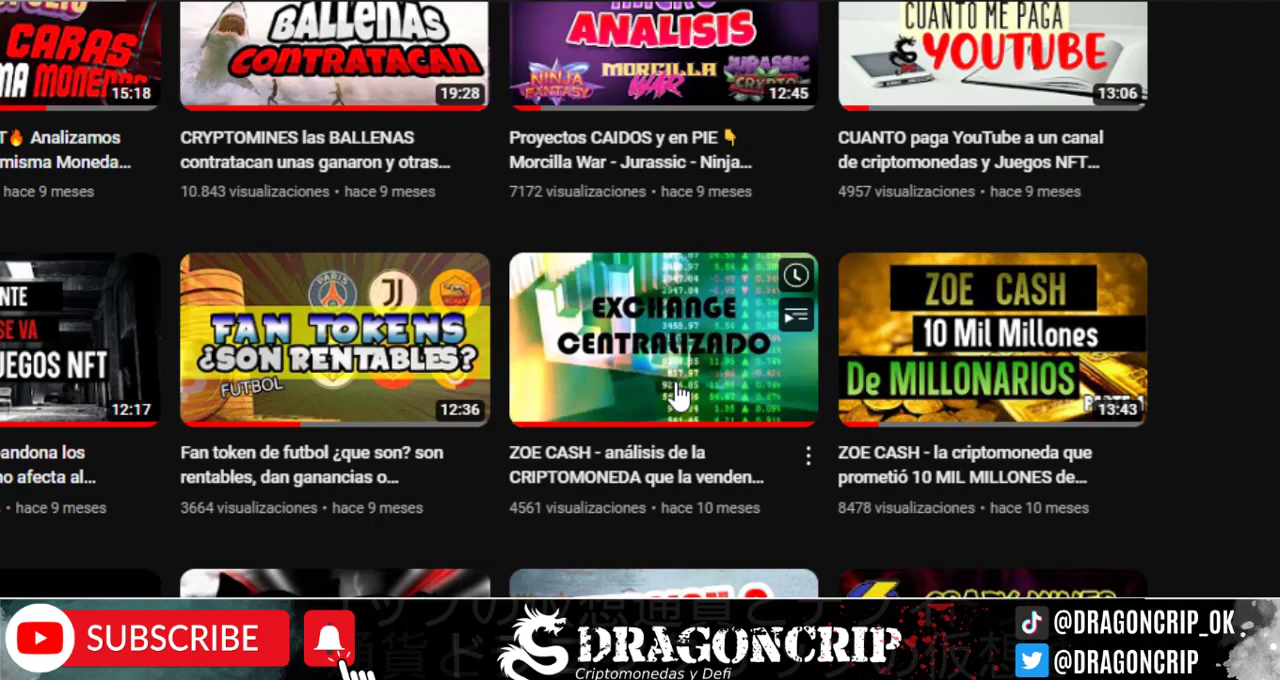 CARAS
MA MONEDA
15:18
BALLENAS
CONTRATACAN
19:28
ANALISIS
NINJA
FANTASY
MORCILLA
WAR
JURASSIC
CRYPTO
12:45
CUANTO ME PAGA
YOUTUBE
13:06
T🔥 Analizamos
misma Moneda...
hace 9 meses
CRYPTOMINES las BALLENAS
contratacan unas ganaron y otras...
10.843 visualizaciones • hace 9 meses
Proyectos CAIDOS y en PIE 👇
Morcilla War - Jurassic - Ninja...
7172 visualizaciones • hace 9 meses
CUANTO paga YouTube a un canal
de criptomonedas y Juegos NFT...
4957 visualizaciones • hace 9 meses
NTE
SE VA
UEGOS NFT
12:17
PARIS
FAN TOKENS
¿SON RENTABLES?
FUTBOL
12:36
EXCHANGE
CENTRALIZADO
ZOE CASH
10 Mil Millones
De MILLONARIOS
13:43
andona los
no afecta al...
• hace 9 meses
Fan token de futbol ¿que son? son
rentables, dan ganancias o...
3664 visualizaciones • hace 9 meses
ZOE CASH - análisis de la
CRIPTOMONEDA que la venden...
4561 visualizaciones • hace 10 meses
ZOE CASH - la criptomoneda que
prometió 10 MIL MILLONES de...
8478 visualizaciones • hace 10 meses
SUBSCRIBE
DRAGONCRIP
Criptomonedas y Defi
@DRAGONCRIP_OK
@DRAGONCRIP